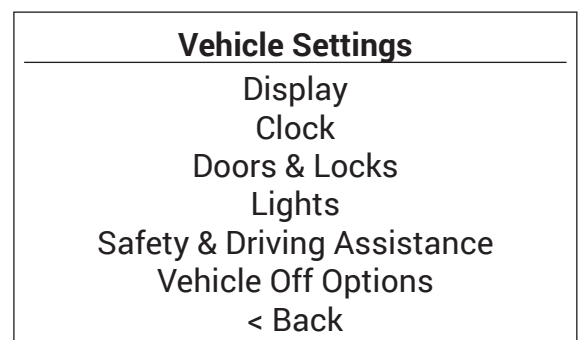 Vehicle Settings
Display
Clock
Doors & Locks
Lights
Safety & Driving Assistance
Vehicle Off Options
< Back